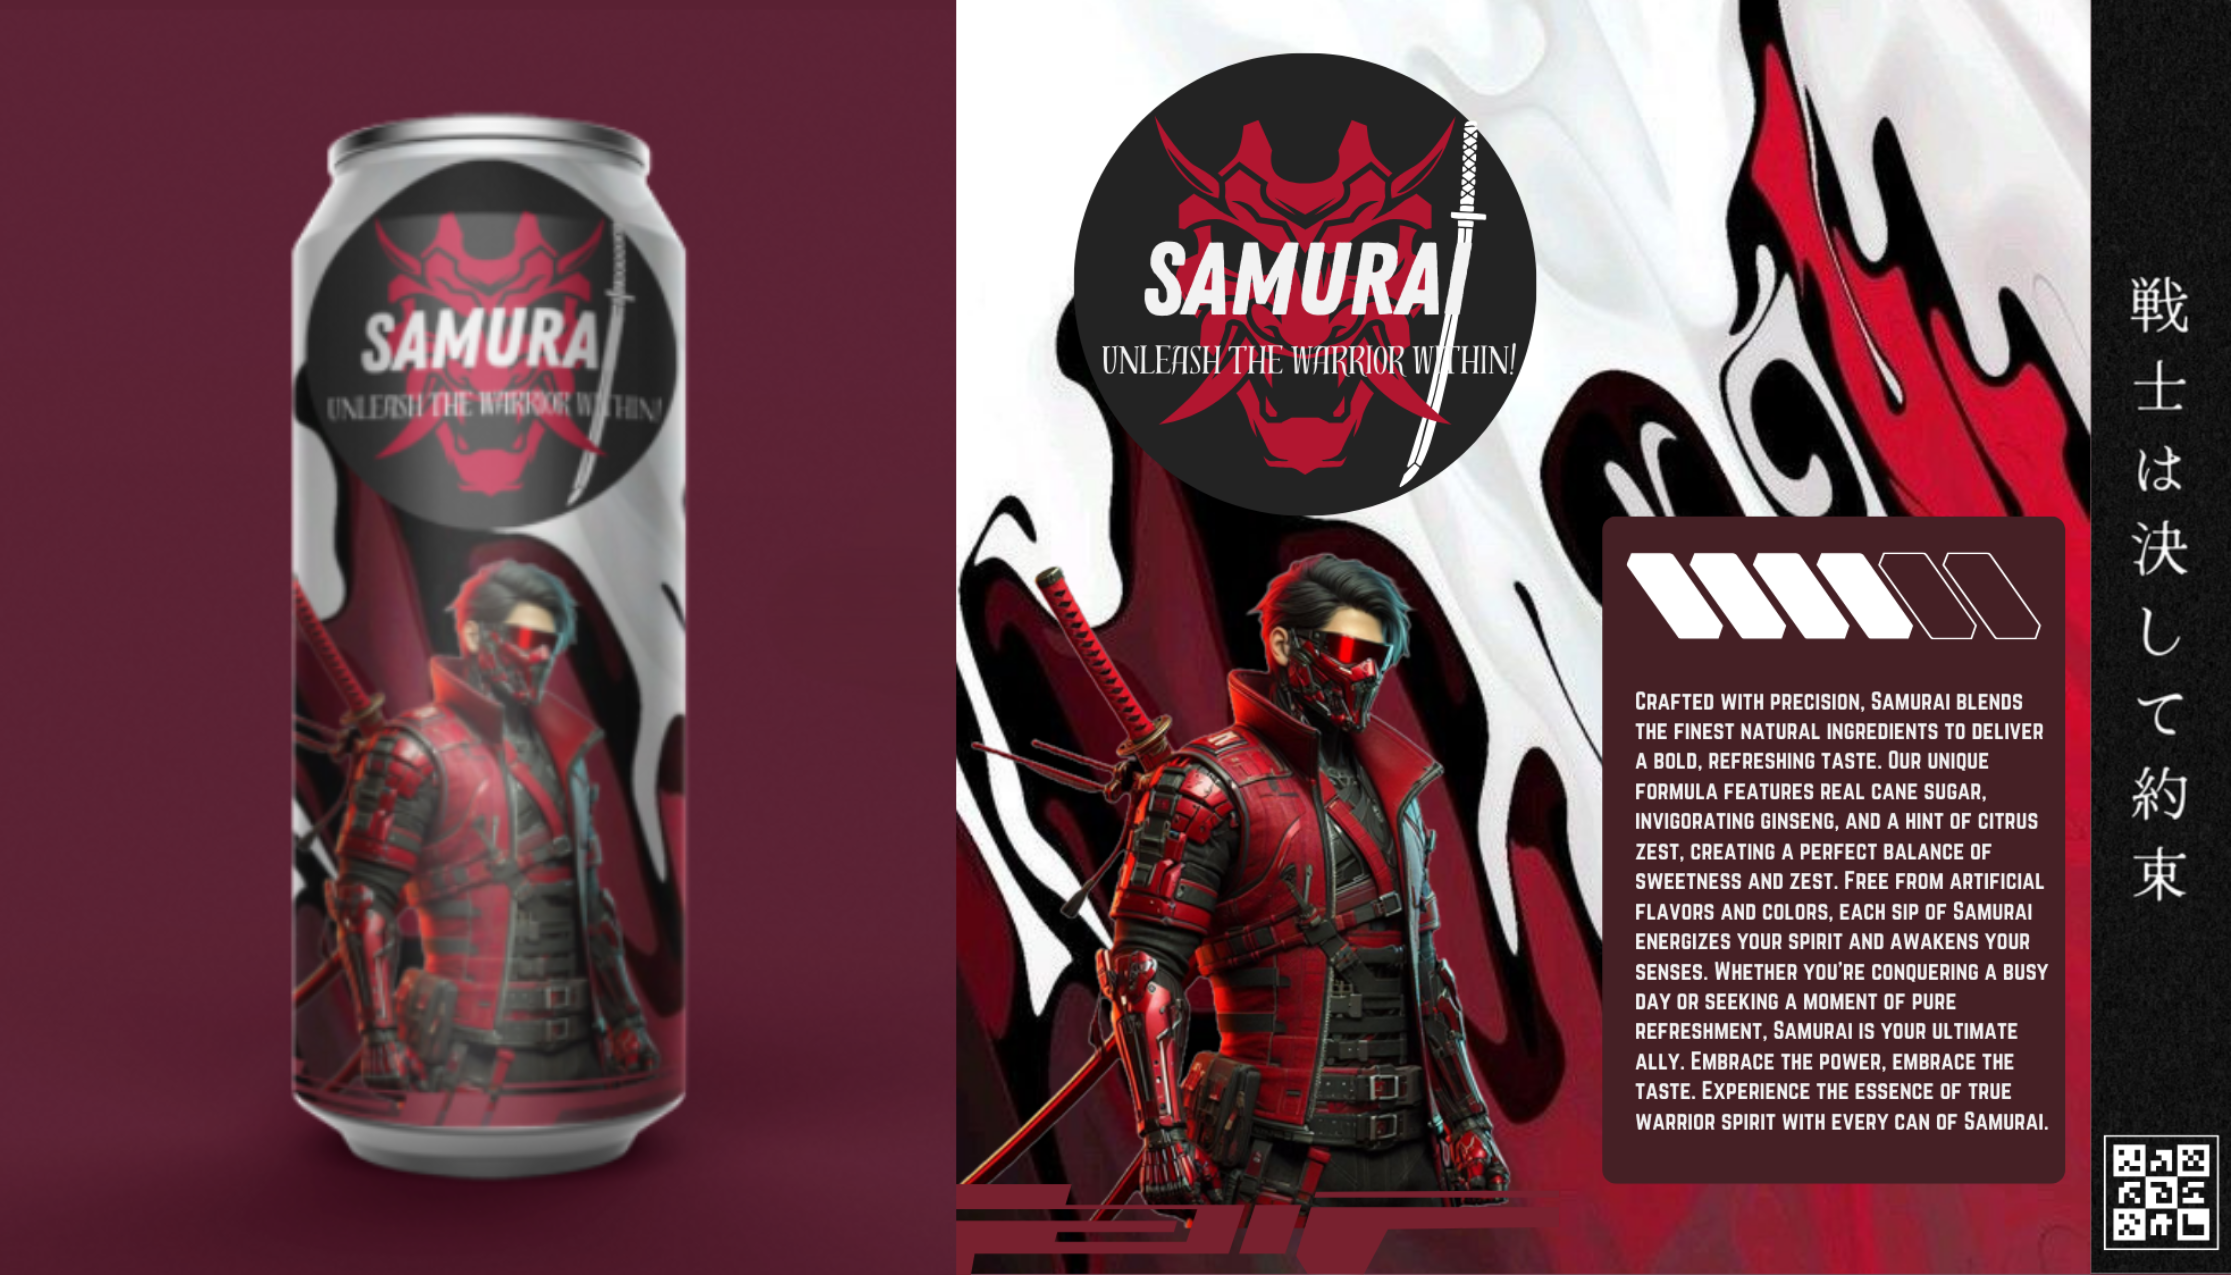 SAMURAI
UNLEASH THE WARRIOR WITHIN!
SAMURAI
UNLEASH THE WARRIOR WITHIN!
CRAFTED WITH PRECISION, SAMURAI BLENDS
THE FINEST NATURAL INGREDIENTS TO DELIVER
A BOLD, REFRESHING TASTE. OUR UNIQUE
FORMULA FEATURES REAL CANE SUGAR,
INVIGORATING GINSENG, AND A HINT OF CITRUS
ZEST, CREATING A PERFECT BALANCE OF
SWEETNESS AND ZEST. FREE FROM ARTIFICIAL
FLAVORS AND COLORS, EACH SIP OF SAMURAI
ENERGIZES YOUR SPIRIT AND AWAKENS YOUR
SENSES. WHETHER YOU'RE CONQUERING A BUSY
DAY OR SEEKING A MOMENT OF PURE
REFRESHMENT, SAMURAI IS YOUR ULTIMATE
ALLY. EMBRACE THE POWER, EMBRACE THE
TASTE. EXPERIENCE THE ESSENCE OF TRUE
WARRIOR SPIRIT WITH EVERY CAN OF SAMURAI.
戦士は決して約束